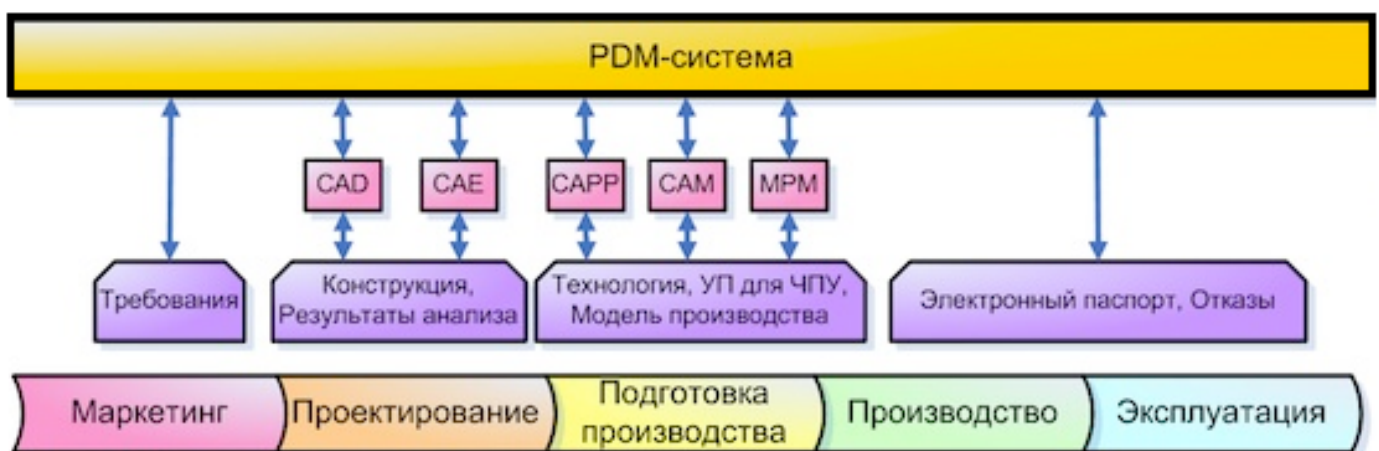 PDM-система
CAD
CAE
CAPP
CAM
MPM
Требования
Конструкция,
Результаты анализа
Технология, УП для ЧПУ,
Модель производства
Электронный паспорт, Отказы
Маркетинг
Проектирование
Подготовка
производства
Производство
Эксплуатация